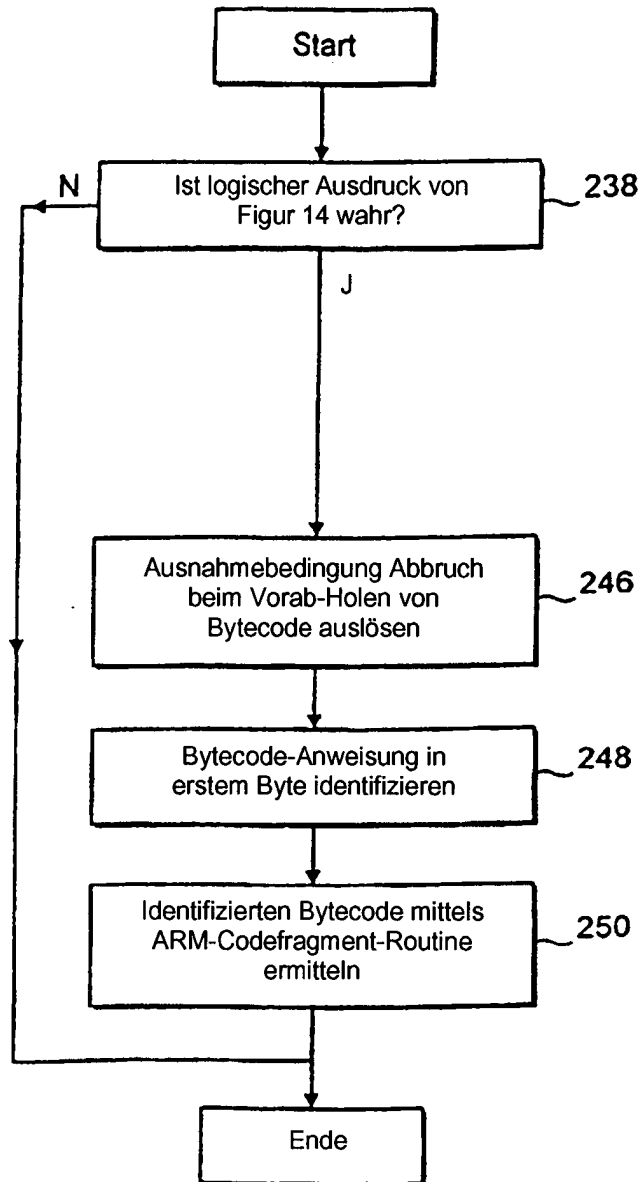 Start
Ist logischer Ausdruck von
Figur 14 wahr?
238
N
J
Ausnahmebedingung Abbruch
beim Vorab-Holen von
Bytecode auslösen
246
Bytecode-Anweisung in
erstem Byte identifizieren
248
Identifizierten Bytecode mittels
ARM-Codefragment-Routine
ermitteln
250
Ende